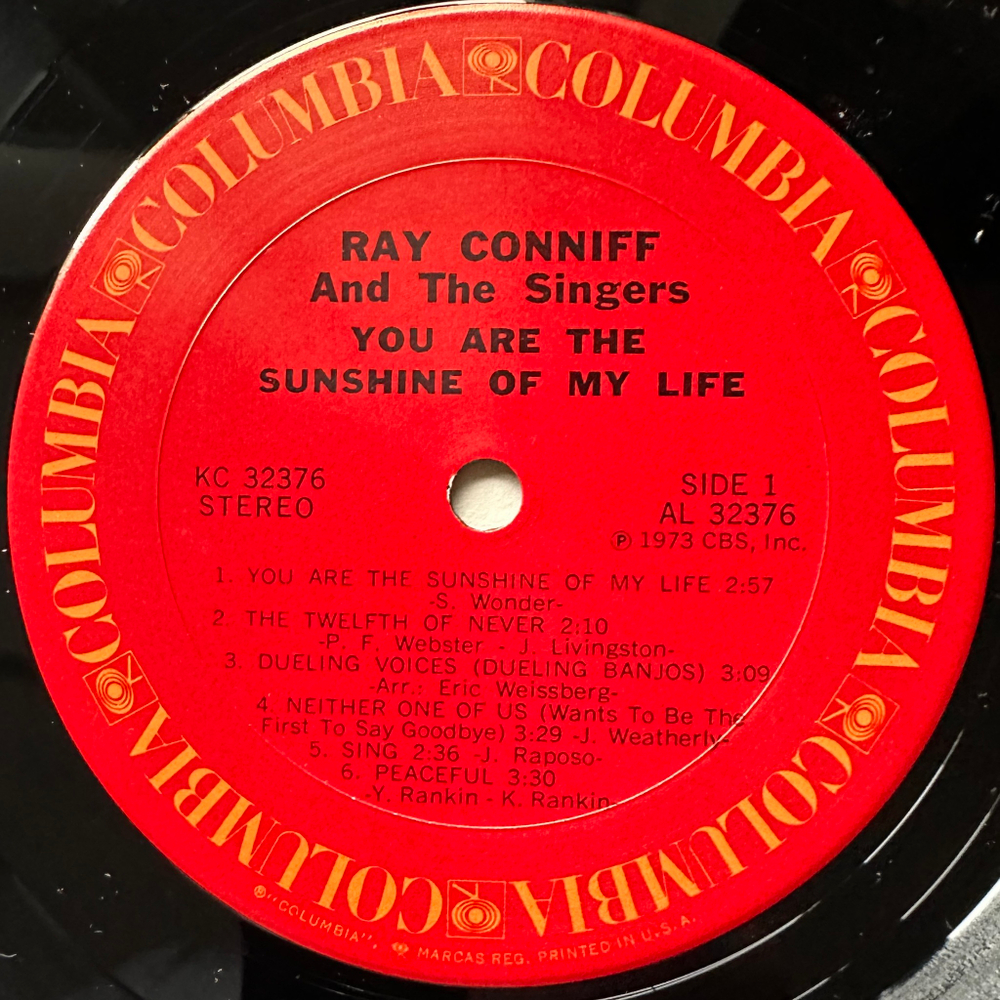 COLUMBIA COLUMBIA COLUMBIA COLUMBIA COLUMBIA COLUMBIA
RAY CONNIFF
And The Singers
YOU ARE THE
SUNSHINE OF MY LIFE
KC 32376
STEREO
SIDE 1
AL 32376
Ⓟ 1973 CBS, Inc.
1. YOU ARE THE SUNSHINE OF MY LIFE 2:57
-S. Wonder-
2. THE TWELFTH OF NEVER 2:10
-P. F. Webster - J. Livingston-
3. DUELING VOICES (DUELING BANJOS) 3:09
-Arr.: Eric Weissberg-
4. NEITHER ONE OF US (Wants To Be The
First To Say Goodbye) 3:29 -J. Weatherly-
5. SING 2:36 -J. Raposo-
6. PEACEFUL 3:30
-Y. Rankin - K. Rankin-
®"COLUMBIA", MARCAS REG. PRINTED IN U.S.A.